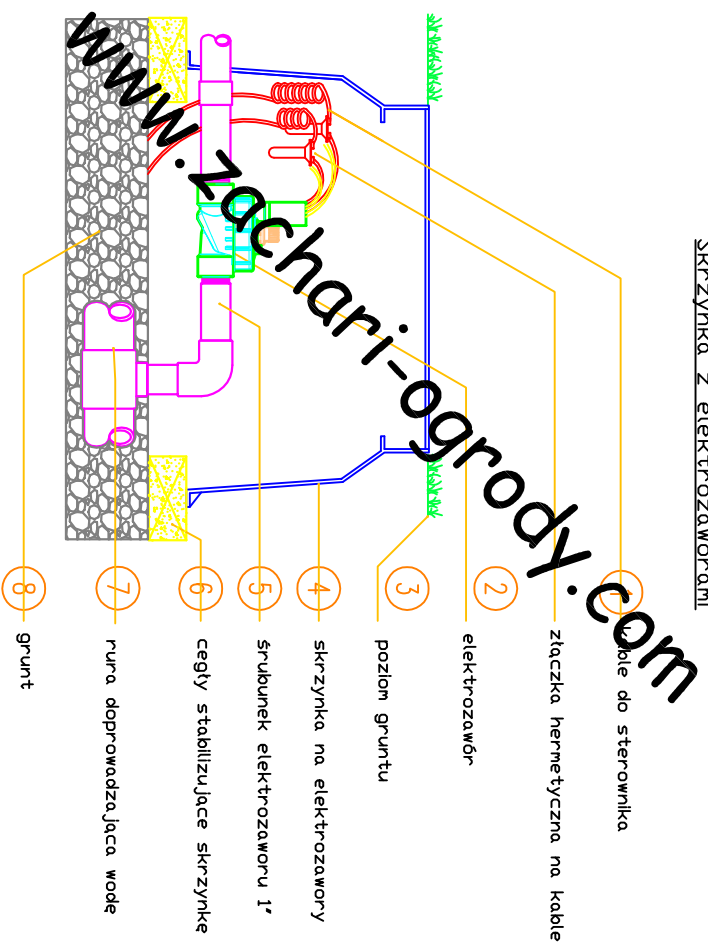 Skrzynka z elektrozaworami
1 kable do sterownika
złączka hermetyczna na kable
2 elektrozawór
3 poziom gruntu
4 skrzynka na elektrozawory
5 śrubunek elektrozaworu 1"
6 cegły stabilizujące skrzynkę
7 rura doprowadzająca wodę
8 grunt
www.zachari-ogrody.com